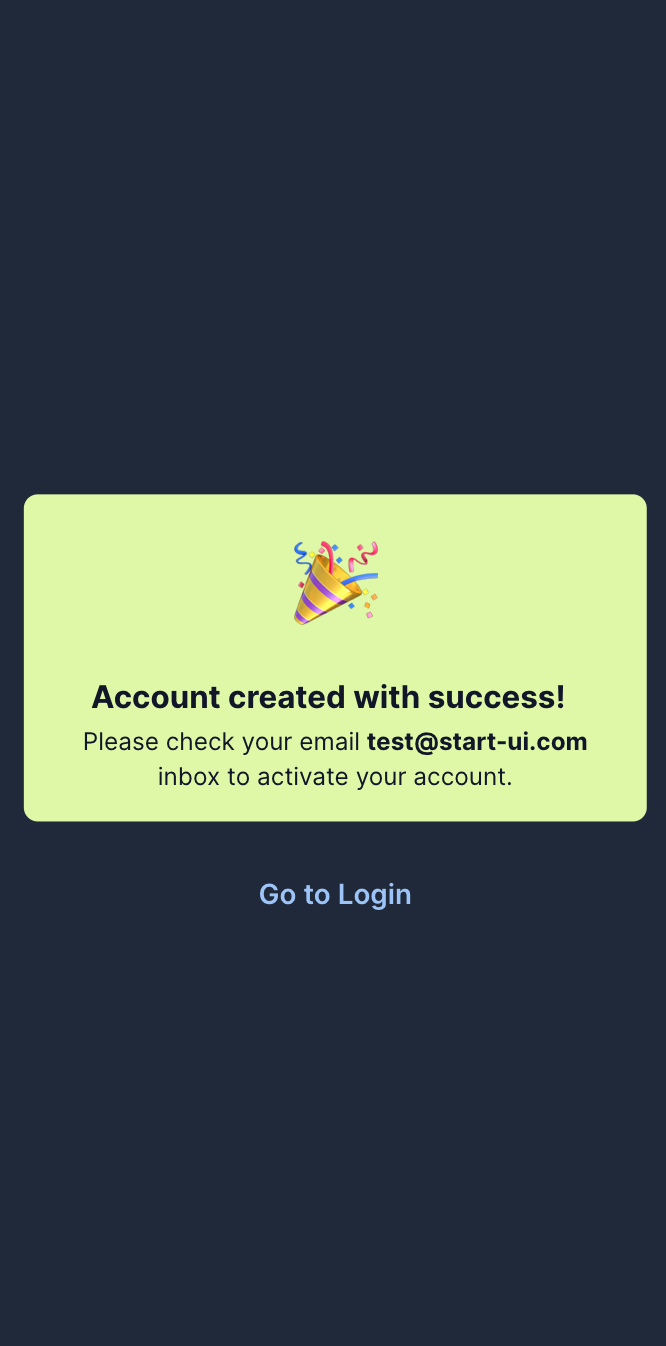 Account created with success!
Please check your email test@start-ui.com
inbox to activate your account.
Go to Login